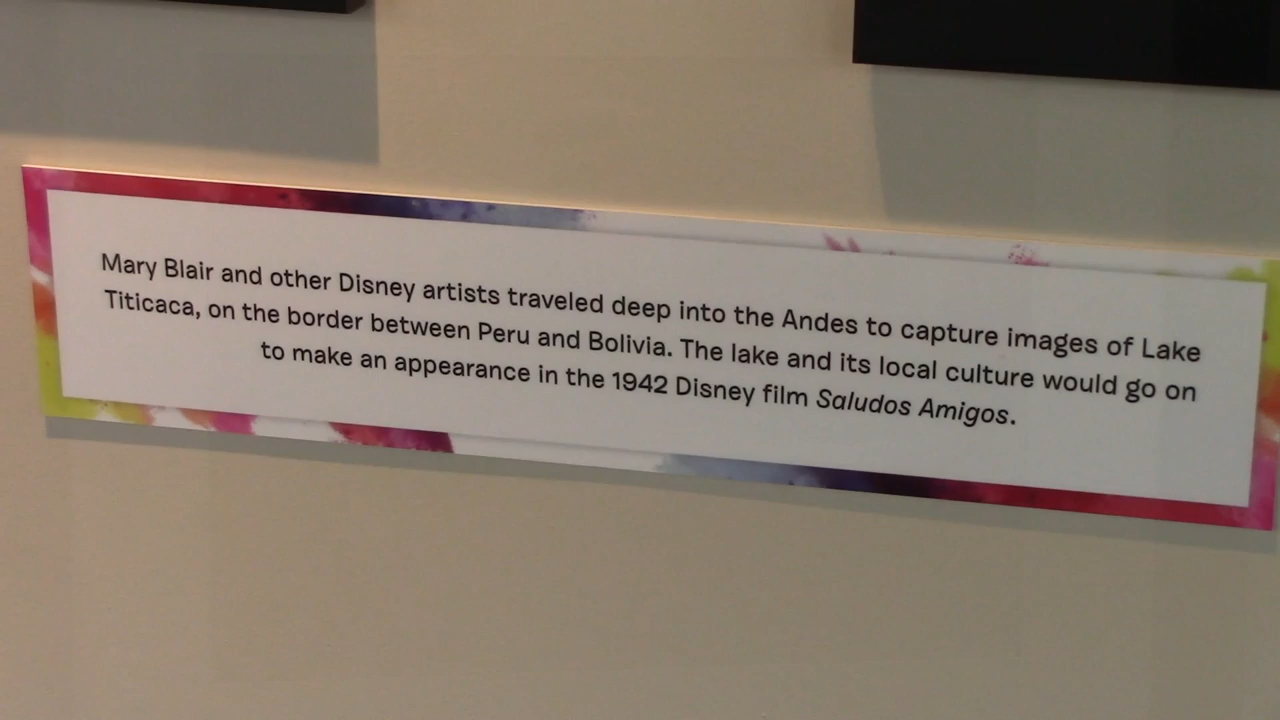 Mary Blair and other Disney artists traveled deep into the Andes to capture images of Lake
Titicaca, on the border between Peru and Bolivia. The lake and its local culture would go on
to make an appearance in the 1942 Disney film Saludos Amigos.